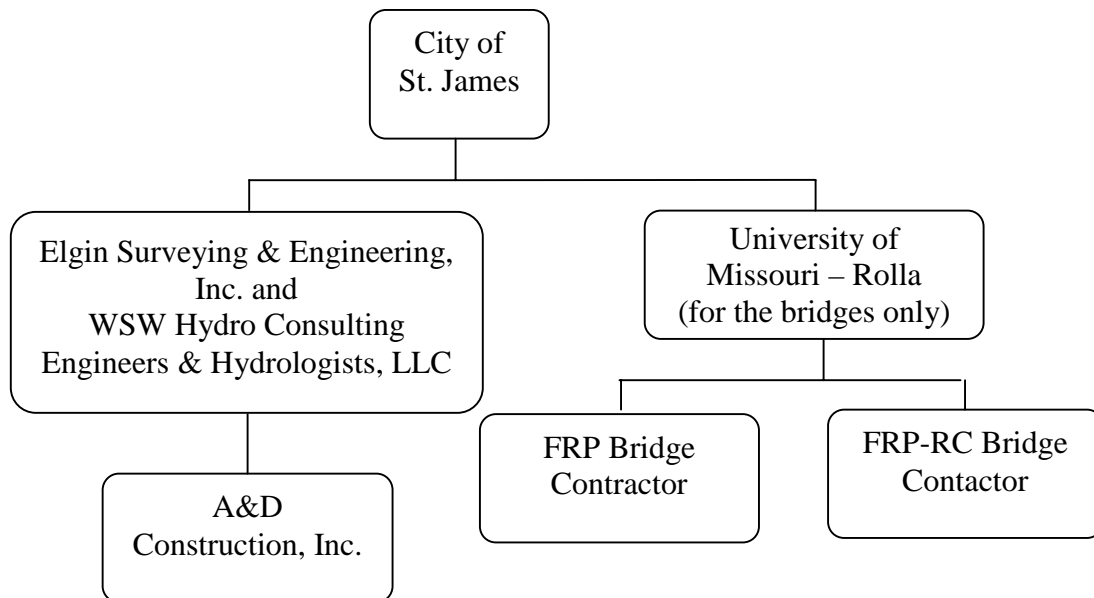 City of
St. James
Elgin Surveying & Engineering,
Inc. and
WSW Hydro Consulting
Engineers & Hydrologists, LLC
University of
Missouri – Rolla
(for the bridges only)
A&D
Construction, Inc.
FRP Bridge
Contractor
FRP-RC Bridge
Contactor